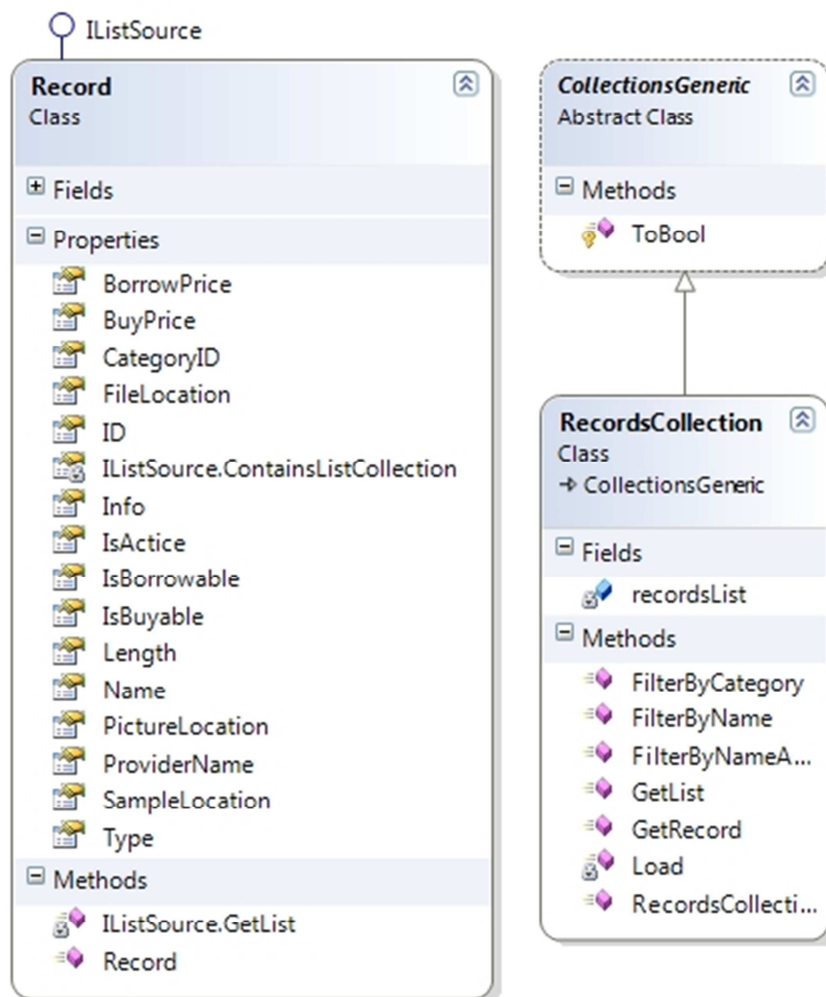 IListSource
Record
Class
Fields
Properties
BorrowPrice
BuyPrice
CategoryID
FileLocation
ID
IListSource.ContainsListCollection
Info
IsActice
IsBorrowable
IsBuyable
Length
Name
PictureLocation
ProviderName
SampleLocation
Type
Methods
IListSource.GetList
Record
CollectionsGeneric
Abstract Class
Methods
ToBool
RecordsCollection
Class
CollectionsGeneric
Fields
recordsList
Methods
FilterByCategory
FilterByName
FilterByNameA...
GetList
GetRecord
Load
RecordsCollecti...